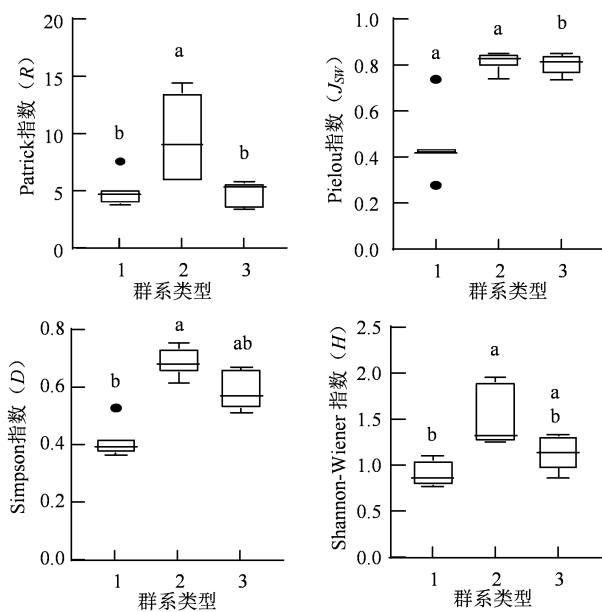 Patrick指数（R）
20
15
10
5
0
b
a
b
1 2 3
群系类型
Pielou指数（JSW）
1.0
0.8
0.6
0.4
0.2
0.0
a
a
b
1 2 3
群系类型
Simpson指数（D）
0.8
0.6
0.4
0.2
0.0
b
a
ab
1 2 3
群系类型
Shannon-Wiener 指数（H）
2.5
2.0
1.5
1.0
0.5
0.0
b
a
a
b
1 2 3
群系类型